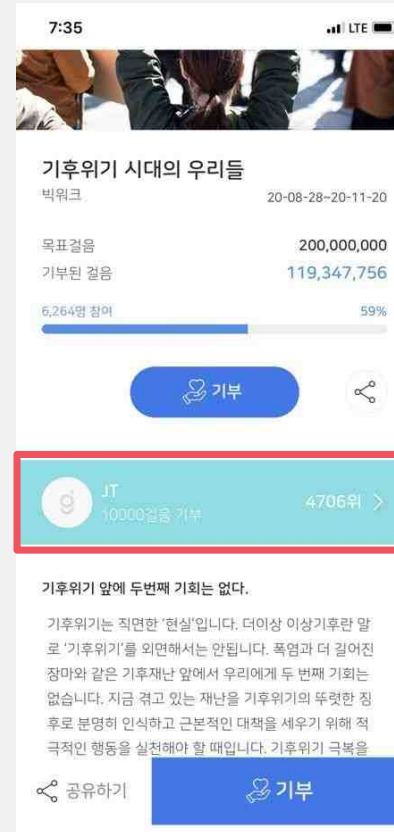 7:35 LTE
기후위기 시대의 우리들
빅워크 20-08-28~20-11-20
목표걸음 200,000,000
기부된 걸음 119,347,756
6,264명 참여 59%
기부
g JT
10000걸음 기부 4706위 >
기후위기 앞에 두번째 기회는 없다.
기후위기는 직면한 '현실'입니다. 더이상 이상기후란 말
로 '기후위기'를 외면해서는 안됩니다. 폭염과 더 길어진
장마와 같은 기후재난 앞에서 우리에게 두 번째 기회는
없습니다. 지금 겪고 있는 재난을 기후위기의 뚜렷한 징
후로 분명히 인식하고 근본적인 대책을 세우기 위해 적
극적인 행동을 실천해야 할 때입니다. 기후위기 극복을
공유하기 기부